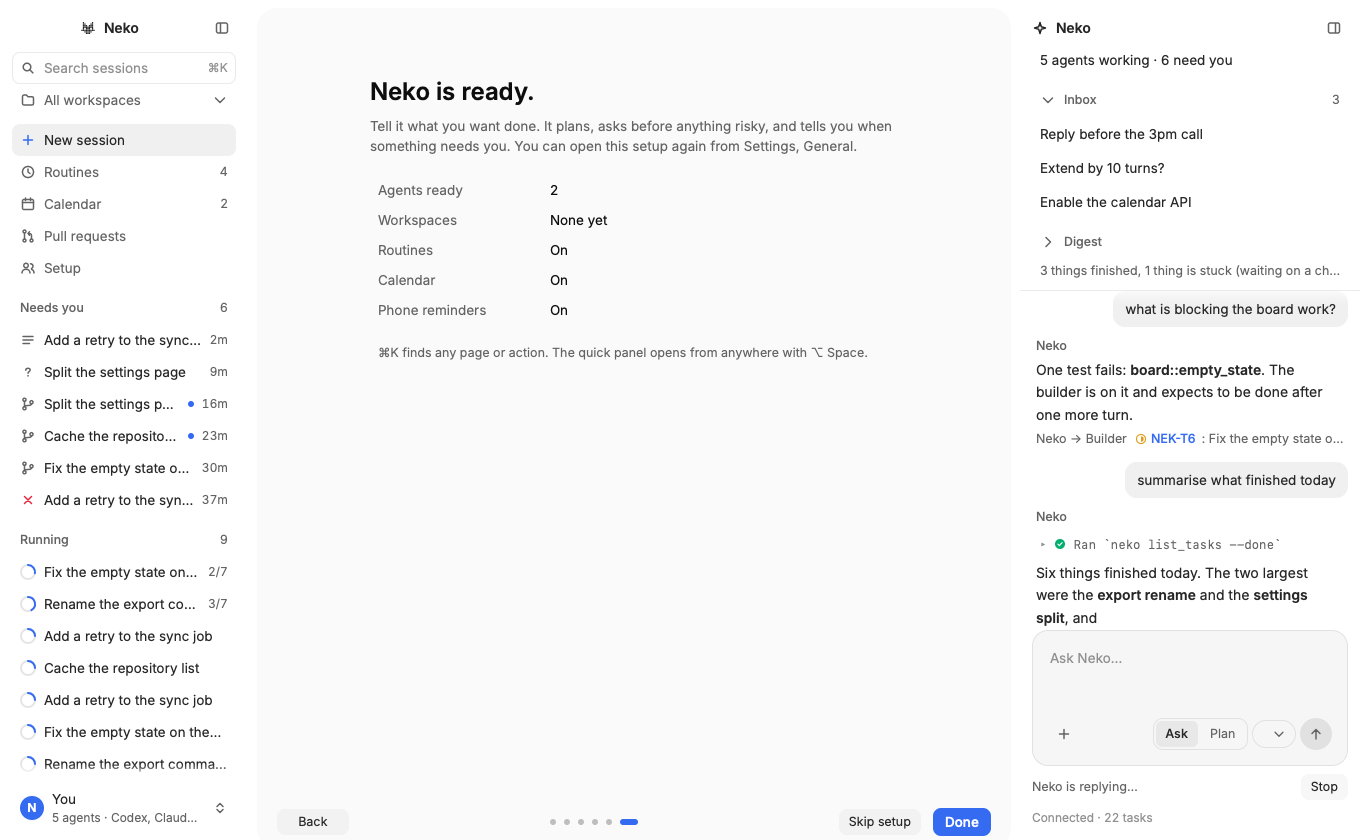 Neko
Search sessions ⌘K
All workspaces
New session
Routines 4
Calendar 2
Pull requests
Setup
Needs you 6
Add a retry to the sync... 2m
Split the settings page 9m
Split the settings p... 16m
Cache the reposito... 23m
Fix the empty state o... 30m
Add a retry to the syn... 37m
Running 9
Fix the empty state on... 2/7
Rename the export co... 3/7
Add a retry to the sync job
Cache the repository list
Add a retry to the sync job
Fix the empty state on the...
Rename the export comma...
N
You
5 agents · Codex, Claud...
Neko is ready.
Tell it what you want done. It plans, asks before anything risky, and tells you when
something needs you. You can open this setup again from Settings, General.
Agents ready 2
Workspaces None yet
Routines On
Calendar On
Phone reminders On
⌘K finds any page or action. The quick panel opens from anywhere with ⌥ Space.
Back
Skip setup
Done
Neko
5 agents working · 6 need you
Inbox 3
Reply before the 3pm call
Extend by 10 turns?
Enable the calendar API
Digest
3 things finished, 1 thing is stuck (waiting on a ch...
what is blocking the board work?
Neko
One test fails: board::empty_state. The
builder is on it and expects to be done after
one more turn.
Neko → Builder NEK-T6 : Fix the empty state o...
summarise what finished today
Neko
Ran `neko list_tasks --done`
Six things finished today. The two largest
were the export rename and the settings
split, and
Ask Neko...
Ask Plan
Neko is replying...
Stop
Connected · 22 tasks